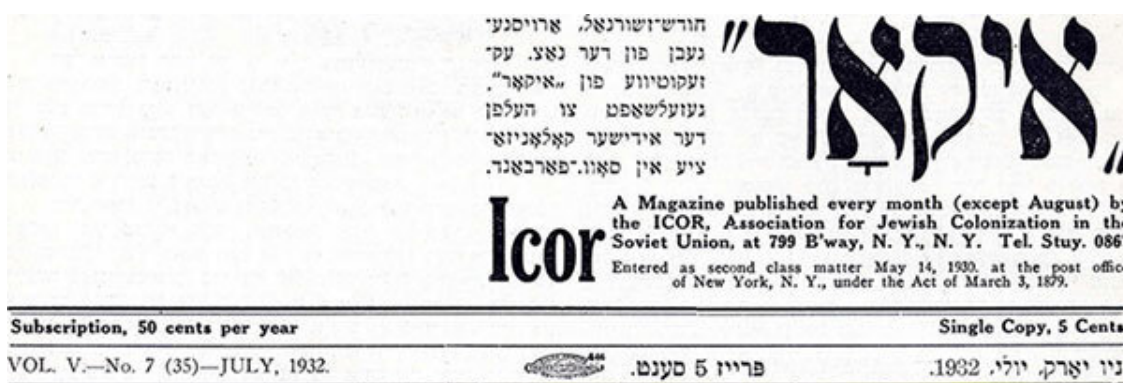 „איקאָר"
חודש־זשורנאַל, אַרויסגע־
געבן פון דער נאַצ. עק־
זעקוטיווע פון „איקאָר",
געזעלשאַפט צו העלפן
דער אידישער קאָלאָניזאַ־
ציע אין סאָוו.־פאַרבאַנד.
Icor
A Magazine published every month (except August) by
the ICOR, Association for Jewish Colonization in the
Soviet Union, at 799 B'way, N. Y., N. Y. Tel. Stuy. 086
Entered as second class matter May 14, 1930. at the post office
of New York, N. Y., under the Act of March 3, 1879.
Subscription, 50 cents per year
Single Copy, 5 Cents
VOL. V.—No. 7 (35)—JULY, 1932.
פרייז 5 סענט.
ניו יאָרק, יולי, 1932.